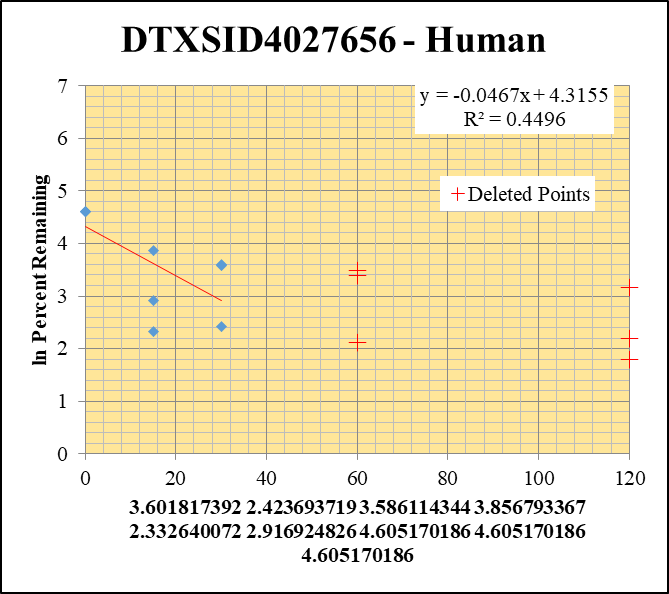 DTXSID4027656 - Human
7
y = -0.0467x + 4.3155
R² = 0.4496
6
5
+Deleted Points
4
3
2
1
0
ln Percent Remaining
0 20 40 60 80 100 120
3.601817392 2.423693719 3.586114344 3.856793367
2.332640072 2.916924826 4.605170186 4.605170186
4.605170186